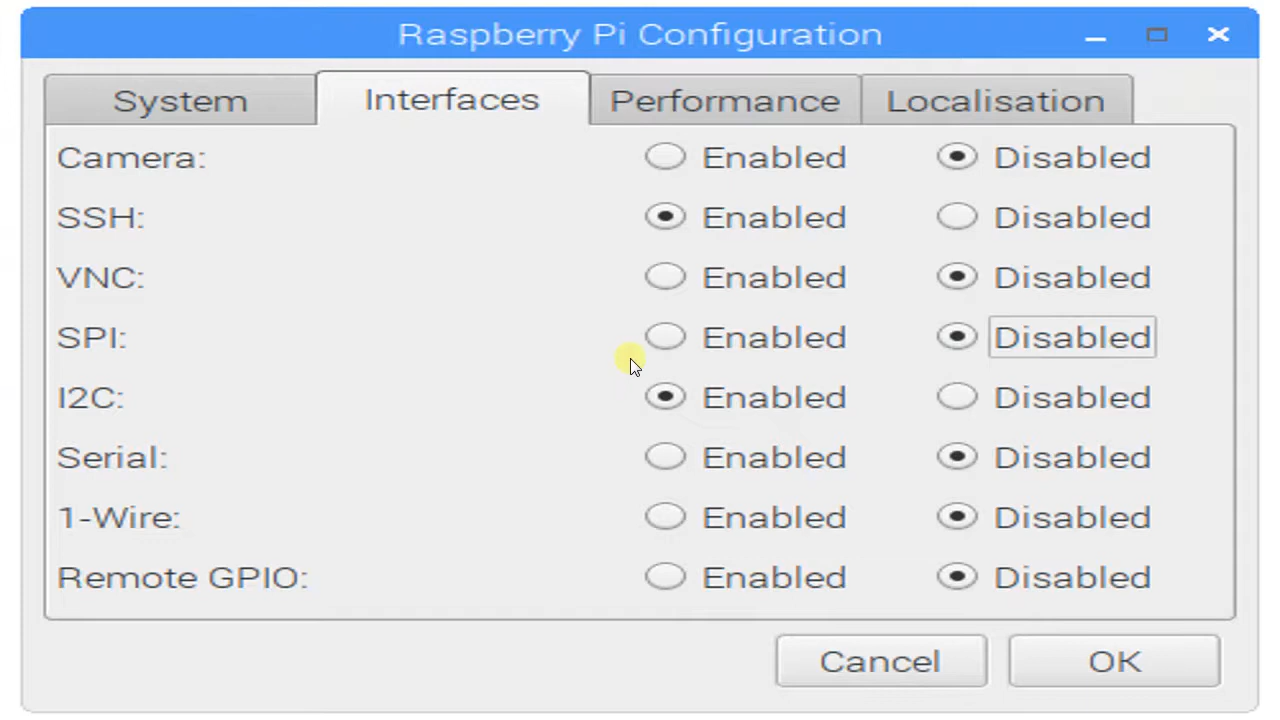 Raspberry Pi Configuration
System Interfaces Performance Localisation
Camera: Enabled Disabled
SSH: Enabled Disabled
VNC: Enabled Disabled
SPI: Enabled Disabled
I2C: Enabled Disabled
Serial: Enabled Disabled
1-Wire: Enabled Disabled
Remote GPIO: Enabled Disabled
Cancel OK